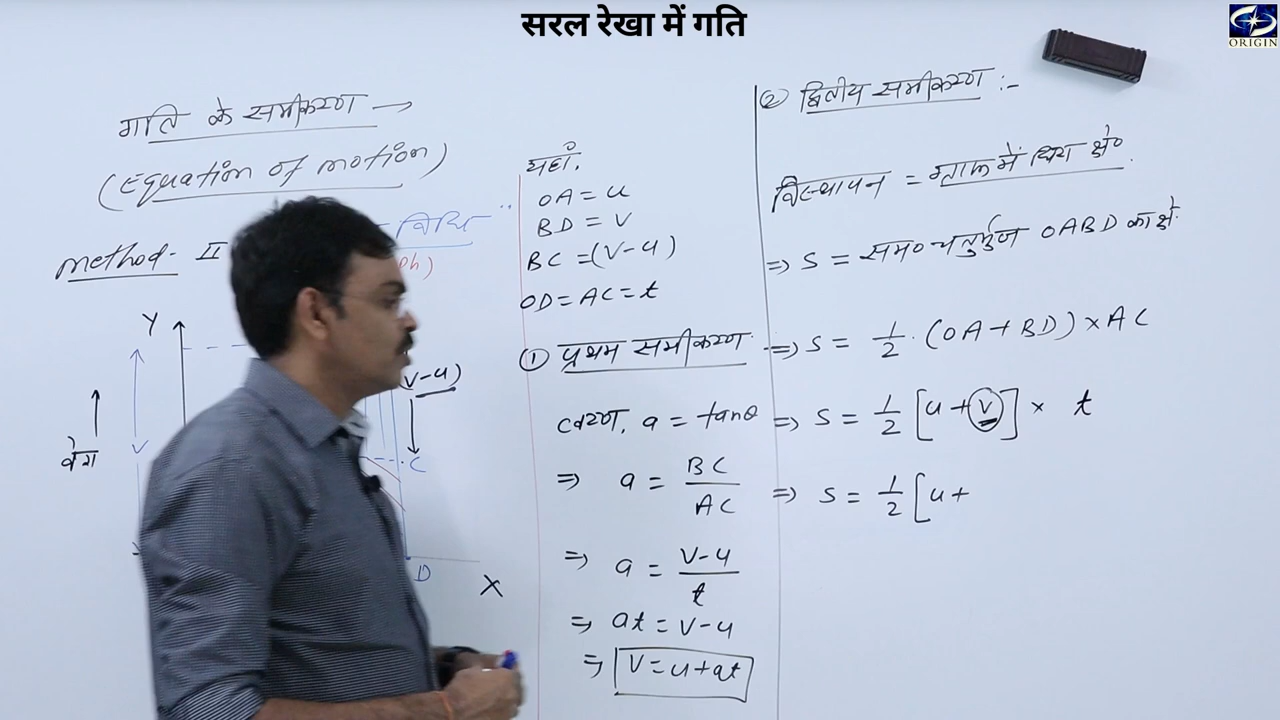 सरल रेखा में गति
ORIGIN
गति के समीकरण →
(Equation of motion)
method- II विधि
ph)
Y
वेग
V
(v-u)
C
D
X
यहाँ,
OA = u
BD = v
BC = (v-u)
OD = AC = t
① प्रथम समीकरण
त्वरण, a = tanθ
⇒ a = BC/AC
⇒ a = v-u/t
⇒ at = v-u
⇒ v = u+at
② द्वितीय समीकरण :-
विस्थापन = ग्राफ में घिरा क्षे०
⇒ s = सम० चतुर्भुज OABD का क्षे.
⇒ s = 1/2 . (OA+BD) × AC
⇒ s = 1/2 [u+v] × t
⇒ s = 1/2 [u+